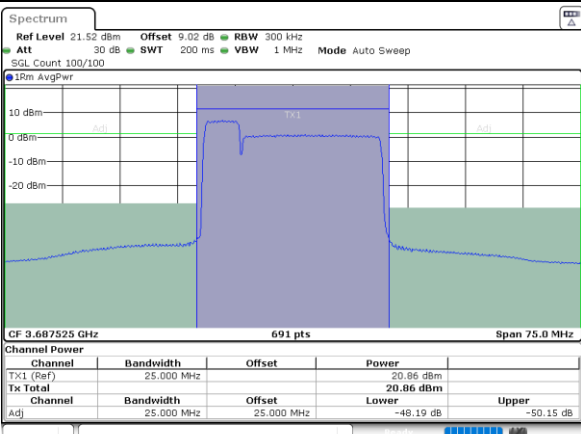 Spectrum
Ref Level 21.52 dBm Offset 9.02 dB RBW 300 kHz
Att 30 dB SWT 200 ms VBW 1 MHz Mode Auto Sweep
SGL Count 100/100
1Rm AvgPwr
TX1
10 dBm
Adj Adj
0 dBm
-10 dBm
-20 dBm
CF 3.687525 GHz 691 pts Span 75.0 MHz
Channel Power
Channel Bandwidth Offset Power
TX1 (Ref) 25.000 MHz 20.86 dBm
Tx Total 20.86 dBm
Channel Bandwidth Offset Lower Upper
Adj 25.000 MHz 25.000 MHz -48.19 dB -50.15 dB